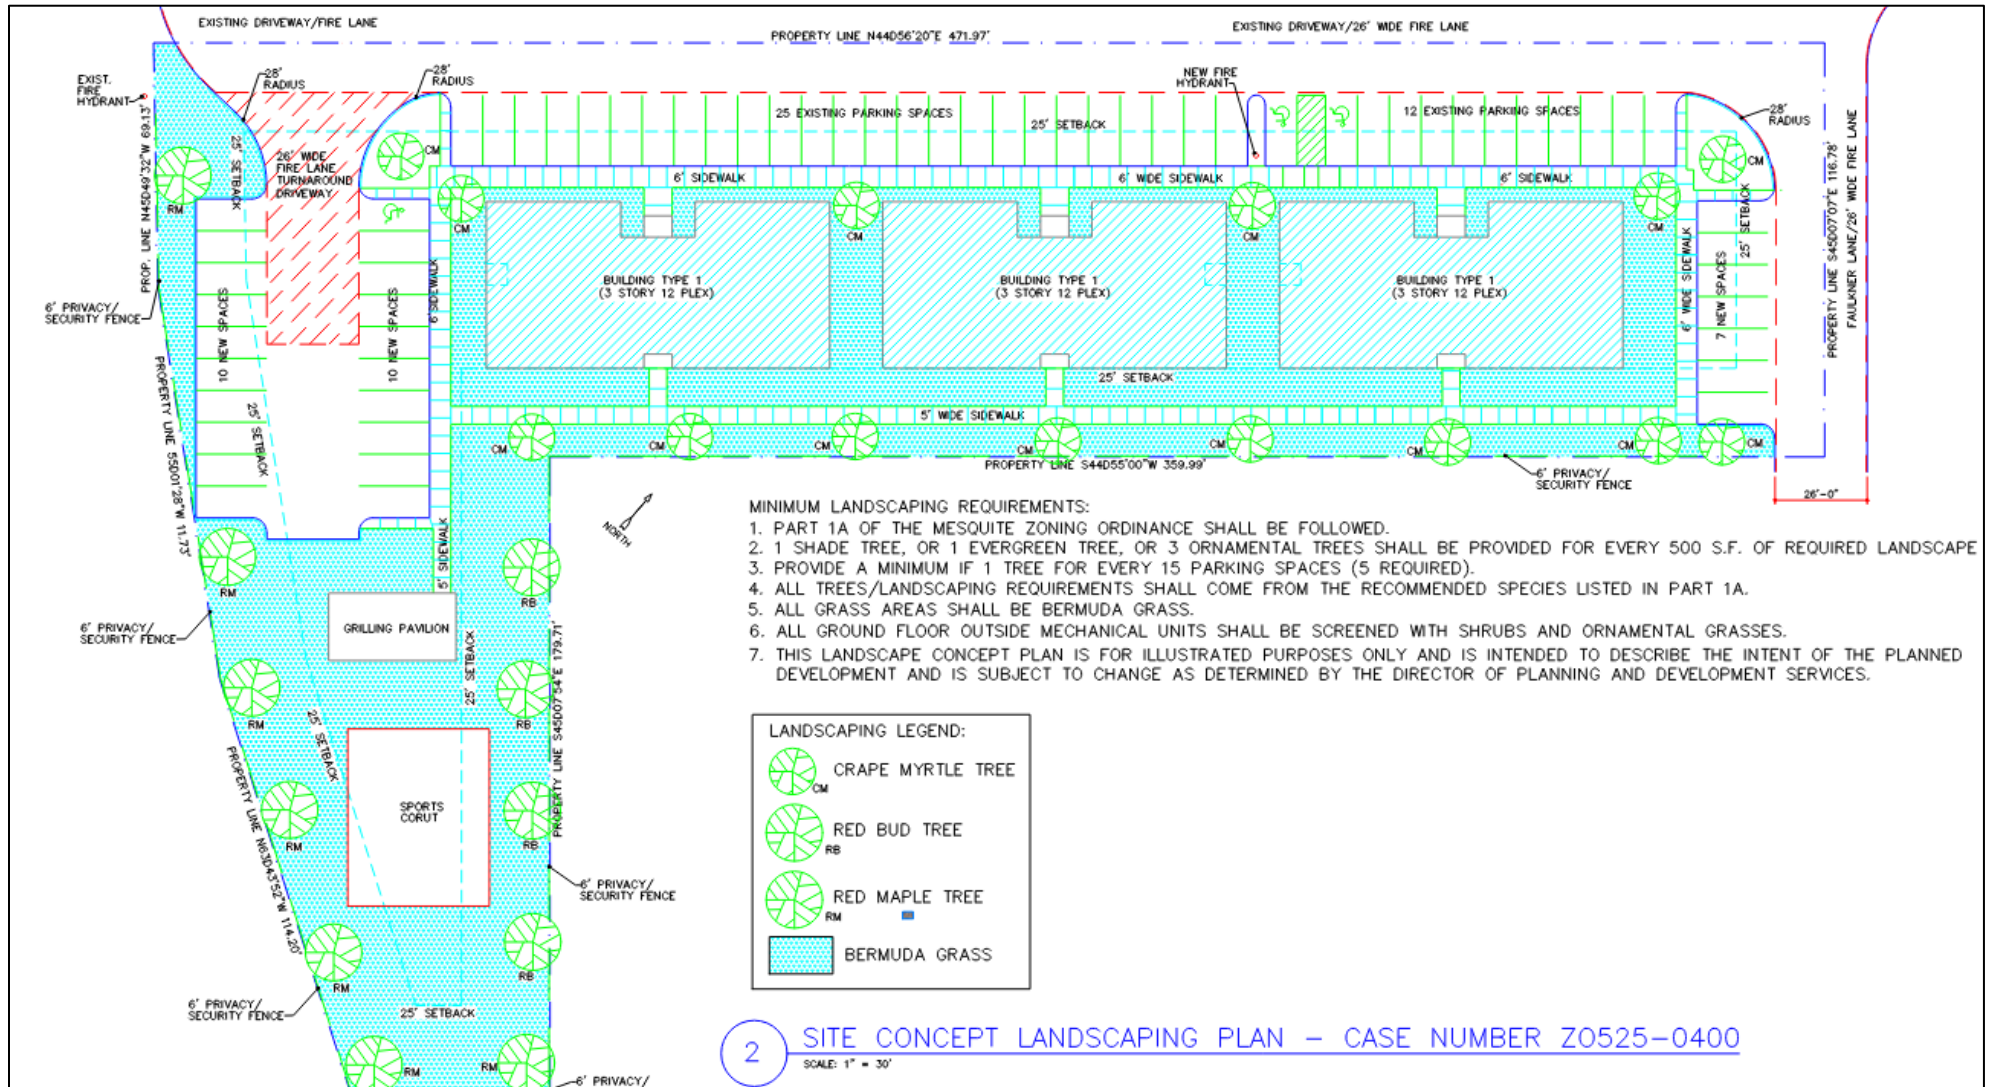 EXISTING DRIVEWAY/FIRE LANE
EXISTING DRIVEWAY/26' WIDE FIRE LANE
PROPERTY LINE N44D56'20"E 471.97'
EXIST.
FIRE
HYDRANT
28'
RADIUS
28'
RADIUS
NEW FIRE
HYDRANT
25 EXISTING PARKING SPACES
25' SETBACK
12 EXISTING PARKING SPACES
28'
RADIUS
PROP. LINE N45D49'32"W 69.13'
25' SETBACK
26' WIDE
FIRE LANE
TURNAROUND
DRIVEWAY
CM
CM
RM
6' SIDEWALK
6' WIDE SIDEWALK
6' SIDEWALK
CM
CM
CM
CM
25' SETBACK
PROPERTY LINE S45D07'07"E 116.78'
FAULKNER LANE/26' WIDE FIRE LANE
6' PRIVACY/
SECURITY FENCE
10 NEW SPACES
10 NEW SPACES
6' SIDEWALK
BUILDING TYPE 1
(3 STORY 12 PLEX)
BUILDING TYPE 1
(3 STORY 12 PLEX)
BUILDING TYPE 1
(3 STORY 12 PLEX)
6' WIDE SIDEWALK
7 NEW SPACES
25' SETBACK
PROPERTY LINE 55D01'28"W 11.73'
25' SETBACK
5' WIDE SIDEWALK
CM
CM
CM
CM
CM
CM
CM
CM
PROPERTY LINE S44D55'00"W 359.99'
6' PRIVACY/
SECURITY FENCE
26'-0"
NORTH
MINIMUM LANDSCAPING REQUIREMENTS:
1. PART 1A OF THE MESQUITE ZONING ORDINANCE SHALL BE FOLLOWED.
2. 1 SHADE TREE, OR 1 EVERGREEN TREE, OR 3 ORNAMENTAL TREES SHALL BE PROVIDED FOR EVERY 500 S.F. OF REQUIRED LANDSCAPE
3. PROVIDE A MINIMUM IF 1 TREE FOR EVERY 15 PARKING SPACES (5 REQUIRED).
4. ALL TREES/LANDSCAPING REQUIREMENTS SHALL COME FROM THE RECOMMENDED SPECIES LISTED IN PART 1A.
5. ALL GRASS AREAS SHALL BE BERMUDA GRASS.
6. ALL GROUND FLOOR OUTSIDE MECHANICAL UNITS SHALL BE SCREENED WITH SHRUBS AND ORNAMENTAL GRASSES.
7. THIS LANDSCAPE CONCEPT PLAN IS FOR ILLUSTRATED PURPOSES ONLY AND IS INTENDED TO DESCRIBE THE INTENT OF THE PLANNED
DEVELOPMENT AND IS SUBJECT TO CHANGE AS DETERMINED BY THE DIRECTOR OF PLANNING AND DEVELOPMENT SERVICES.
5' SIDEWALK
RM
RB
6' PRIVACY/
SECURITY FENCE
GRILLING PAVILION
25' SETBACK
PROPERTY LINE S45D07'54"E 179.71'
RM
RB
25' SETBACK
PROPERTY LINE N63D43'52"W 114.20'
SPORTS
CORUT
RM
RB
6' PRIVACY/
SECURITY FENCE
RM
RB
6' PRIVACY/
SECURITY FENCE
25' SETBACK
RM
RM
6' PRIVACY/
LANDSCAPING LEGEND:
CRAPE MYRTLE TREE
CM
RED BUD TREE
RB
RED MAPLE TREE
RM
BERMUDA GRASS
2
SITE CONCEPT LANDSCAPING PLAN - CASE NUMBER ZO525-0400
SCALE: 1" = 30'